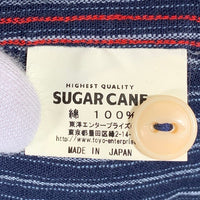 HIGHEST QUALITY
SUGAR CANE
綿 100%
東洋エンタープライズ
東京都墨田区緑2-14-
http://www.toyo-enterpris
MADE IN JAPAN